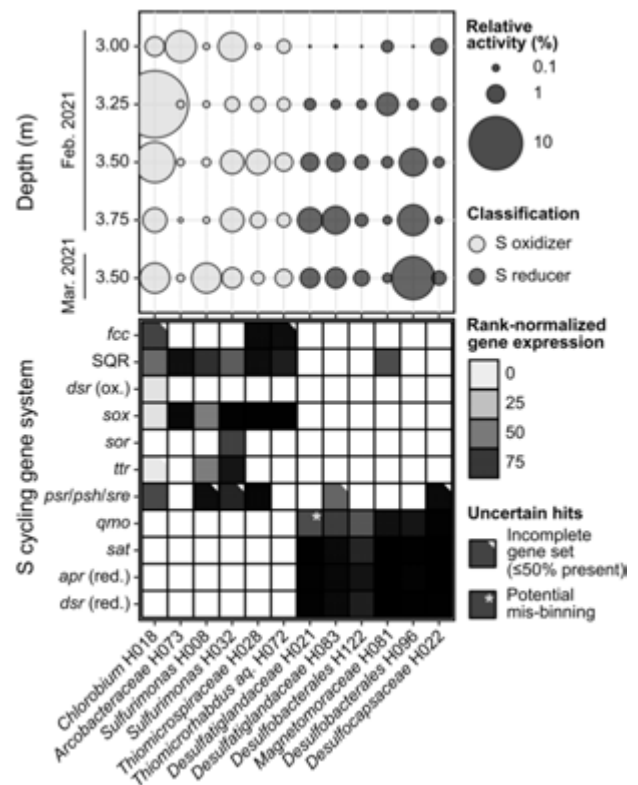 Depth (m)
Feb. 2021
Mar. 2021
3.00
3.25
3.50
3.75
3.50
Relative
activity (%)
0.1
1
10
Classification
S oxidizer
S reducer
S cycling gene system
fcc
SQR
dsr (ox.)
sox
sor
ttr
psr/psh/sre
qmo
sat
apr (red.)
dsr (red.)
Rank-normalized
gene expression
0
25
50
75
Uncertain hits
Incomplete
gene set
(≤50% present)
*
Potential
mis-binning
*
Chlorobium H018
Arcobacteraceae H073
Sulfurimonas H008
Sulfurimonas H032
Thiomicrospiraceae H028
Thiomicrorhabdus aq. H072
Desulfatiglandaceae H021
Desulfatiglandaceae H083
Desulfobacterales H122
Magnetomoraceae H081
Desulfobacterales H096
Desulfocapsaceae H022